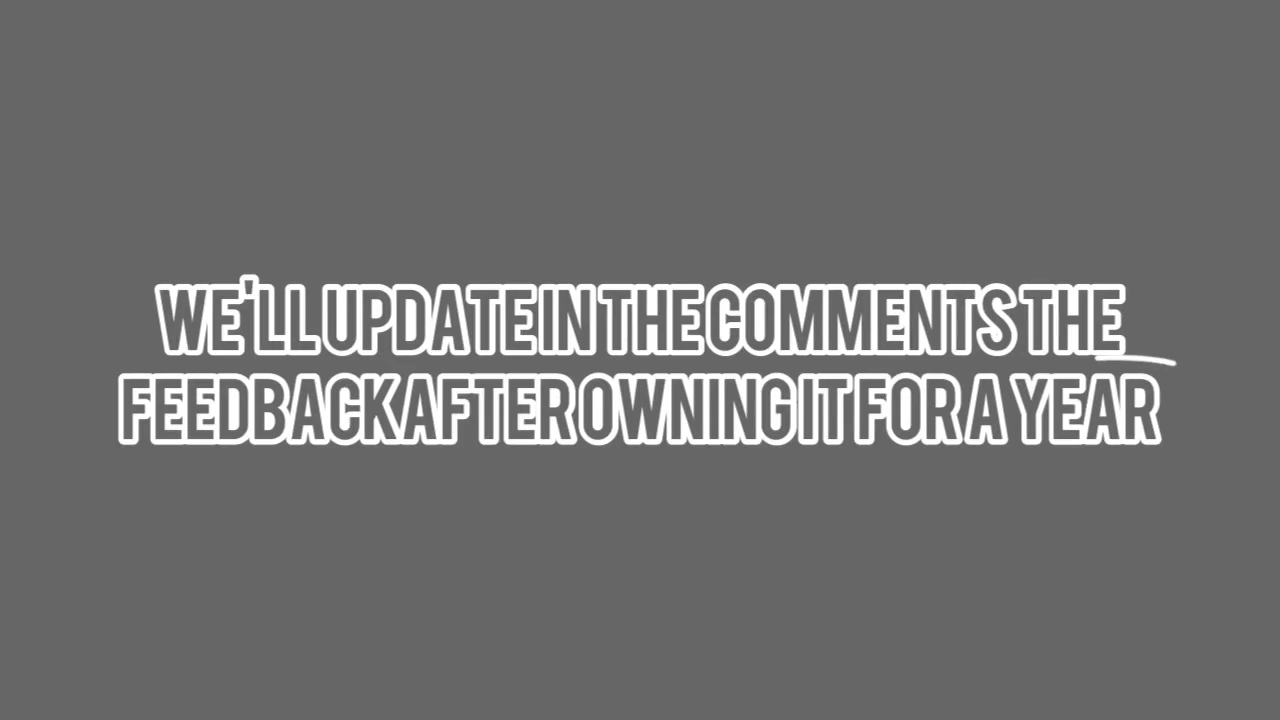 WE'LL UPDATE IN THE COMMENTS THE
FEEDBACK AFTER OWNING IT FOR A YEAR